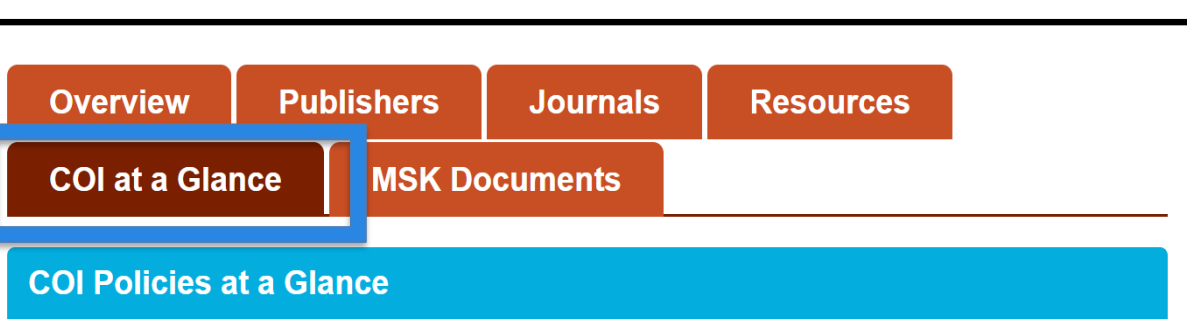 Overview Publishers Journals Resources
COI at a Glance MSK Documents
COI Policies at a Glance